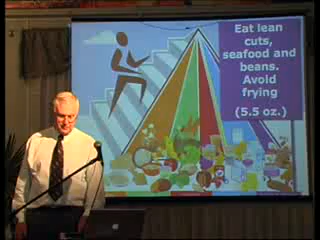 Eat lean
cuts,
seafood and
beans.
Avoid
frying
(5.5 oz.)